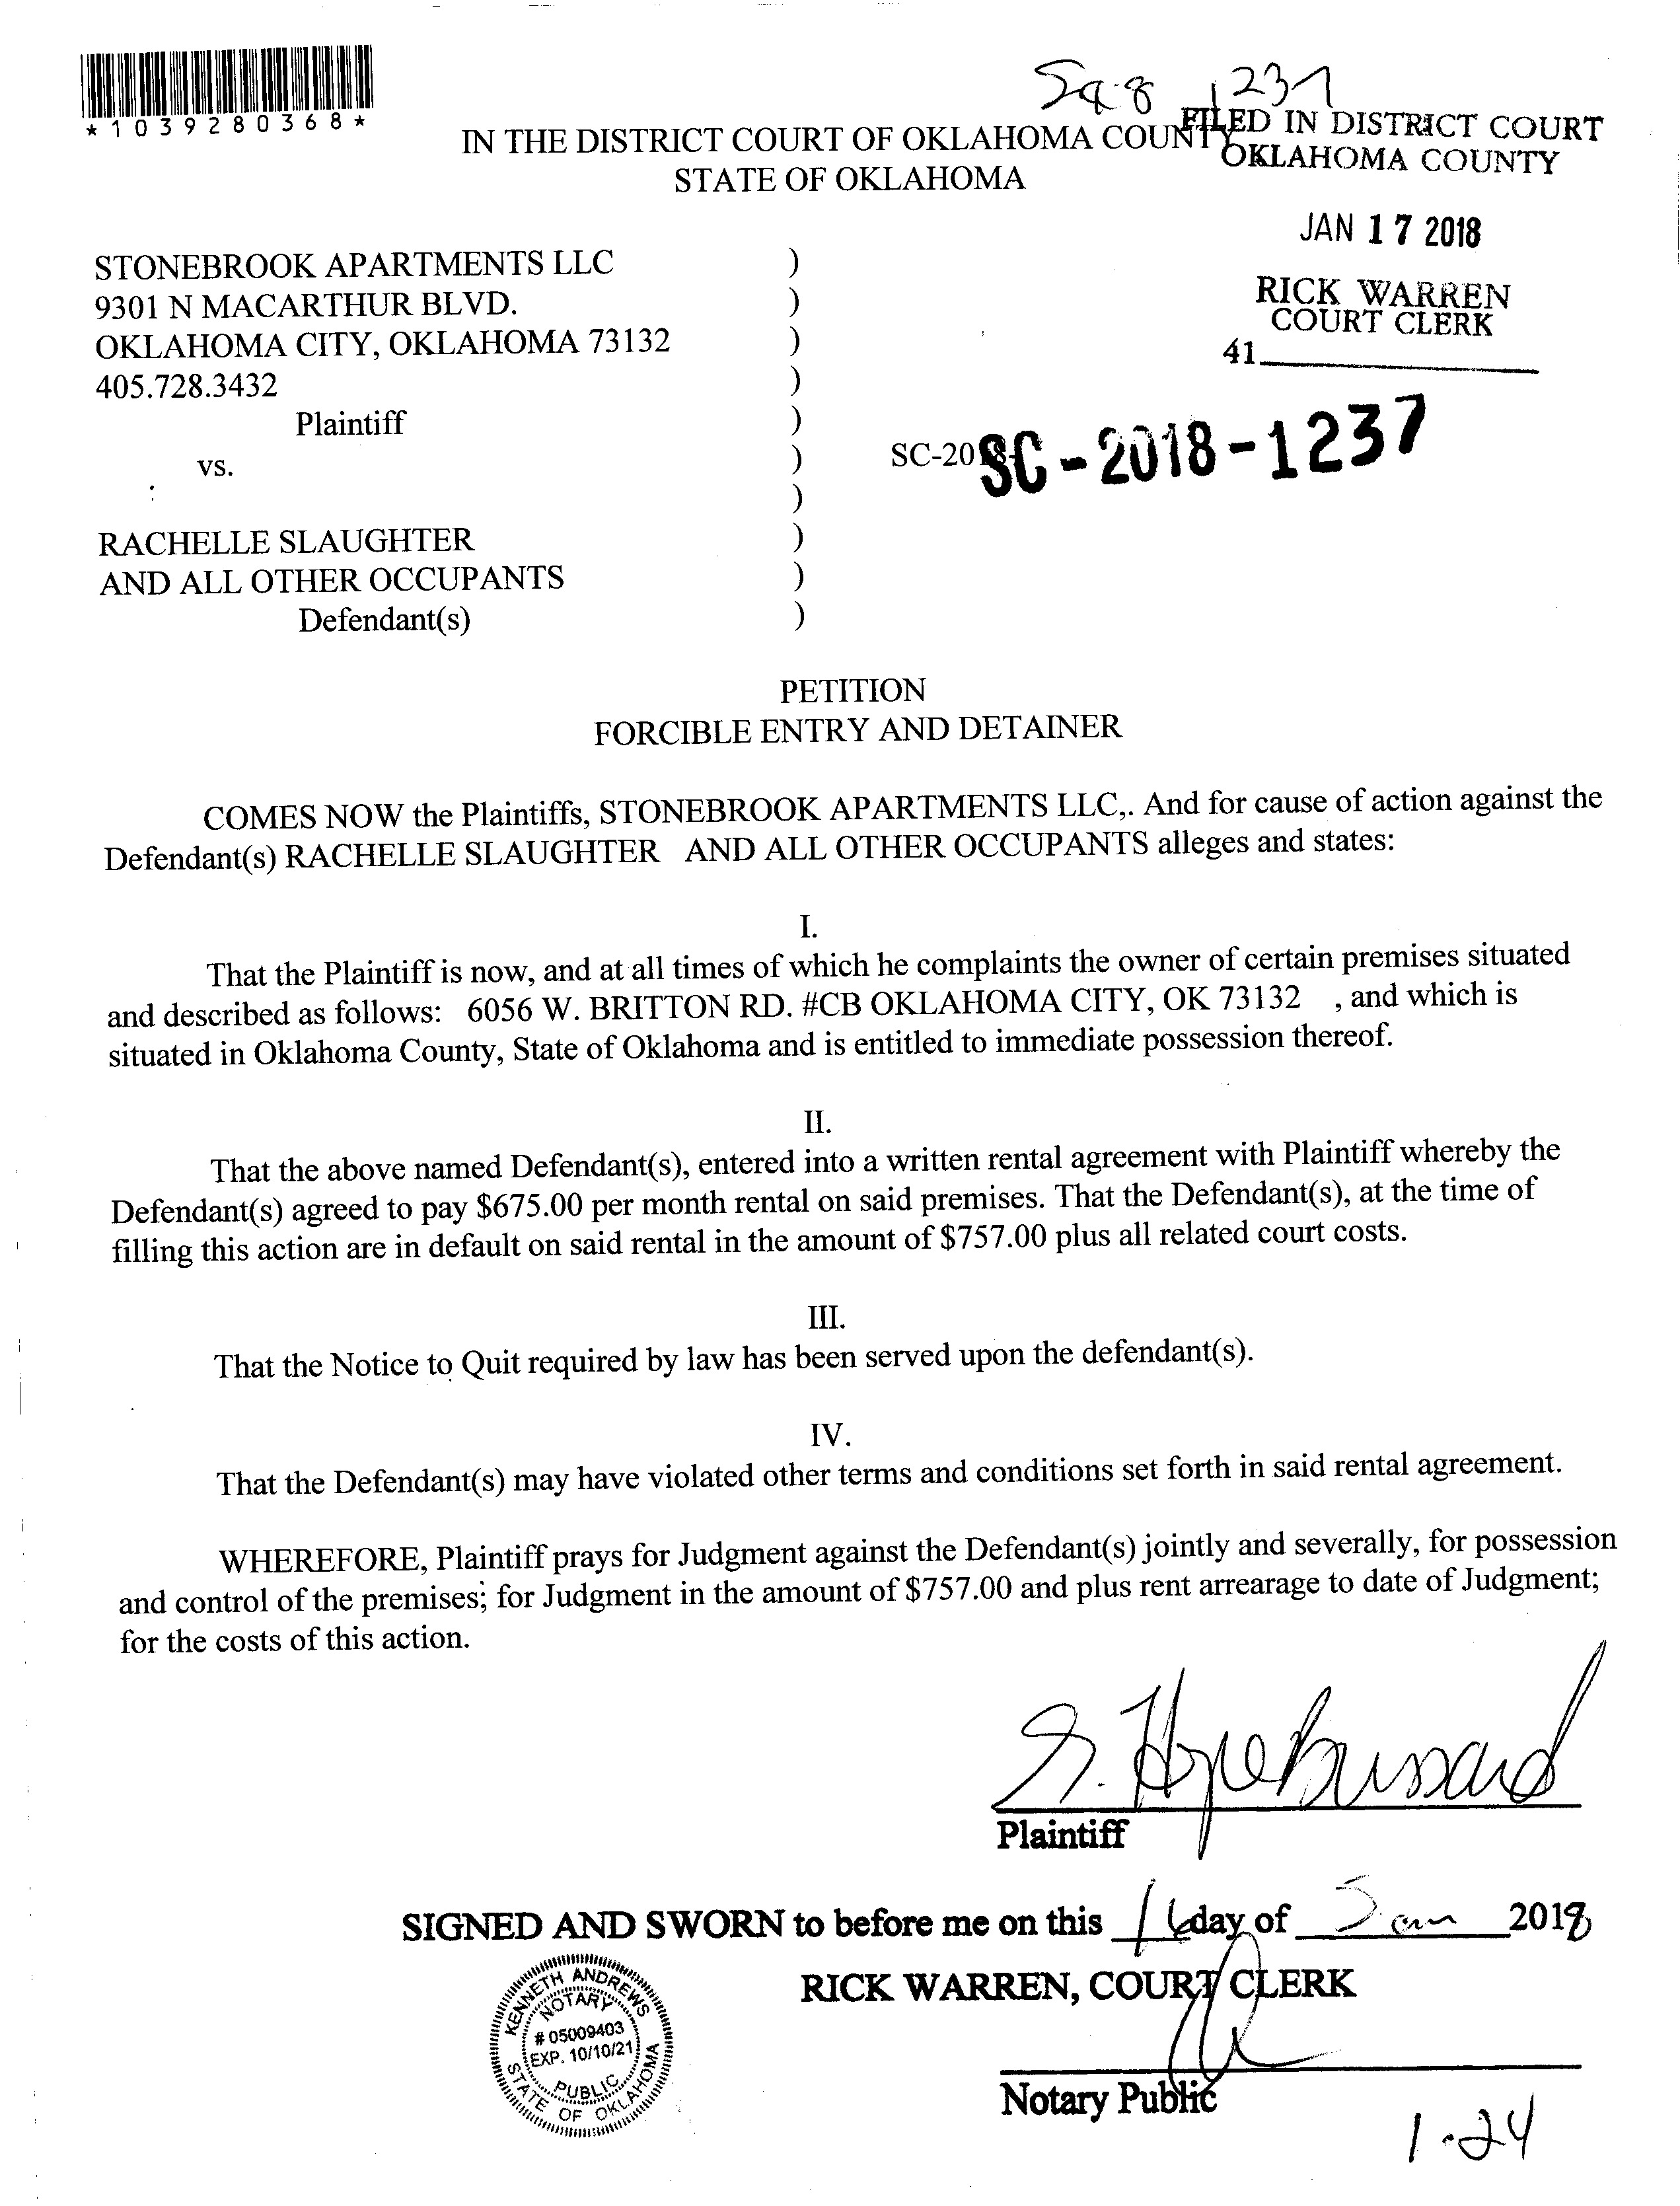 *1039280368*
1237
FILED IN DISTRICT COURT
OKLAHOMA COUNTY
IN THE DISTRICT COURT OF OKLAHOMA COUNTY
STATE OF OKLAHOMA
JAN 17 2018
RICK WARREN
COURT CLERK
41
STONEBROOK APARTMENTS LLC )
9301 N MACARTHUR BLVD. )
OKLAHOMA CITY, OKLAHOMA 73132 )
405.728.3432 )
Plaintiff )
vs. ) SC-2018- SC-2018-1237
)
RACHELLE SLAUGHTER )
AND ALL OTHER OCCUPANTS )
Defendant(s) )
PETITION
FORCIBLE ENTRY AND DETAINER
COMES NOW the Plaintiffs, STONEBROOK APARTMENTS LLC,. And for cause of action against the
Defendant(s) RACHELLE SLAUGHTER AND ALL OTHER OCCUPANTS alleges and states:
I.
That the Plaintiff is now, and at all times of which he complaints the owner of certain premises situated
and described as follows: 6056 W. BRITTON RD. #CB OKLAHOMA CITY, OK 73132 , and which is
situated in Oklahoma County, State of Oklahoma and is entitled to immediate possession thereof.
II.
That the above named Defendant(s), entered into a written rental agreement with Plaintiff whereby the
Defendant(s) agreed to pay $675.00 per month rental on said premises. That the Defendant(s), at the time of
filling this action are in default on said rental in the amount of $757.00 plus all related court costs.
III.
That the Notice to Quit required by law has been served upon the defendant(s).
IV.
That the Defendant(s) may have violated other terms and conditions set forth in said rental agreement.
WHEREFORE, Plaintiff prays for Judgment against the Defendant(s) jointly and severally, for possession
and control of the premises; for Judgment in the amount of $757.00 and plus rent arrearage to date of Judgment;
for the costs of this action.
S. Hope Bussard
Plaintiff
SIGNED AND SWORN to before me on this 16 day of Jan 2018
RICK WARREN, COURT CLERK
KENNETH ANDREWS
NOTARY
# 05009403
EXP. 10/10/21
PUBLIC
STATE OF OKLAHOMA
Notary Public
1-24